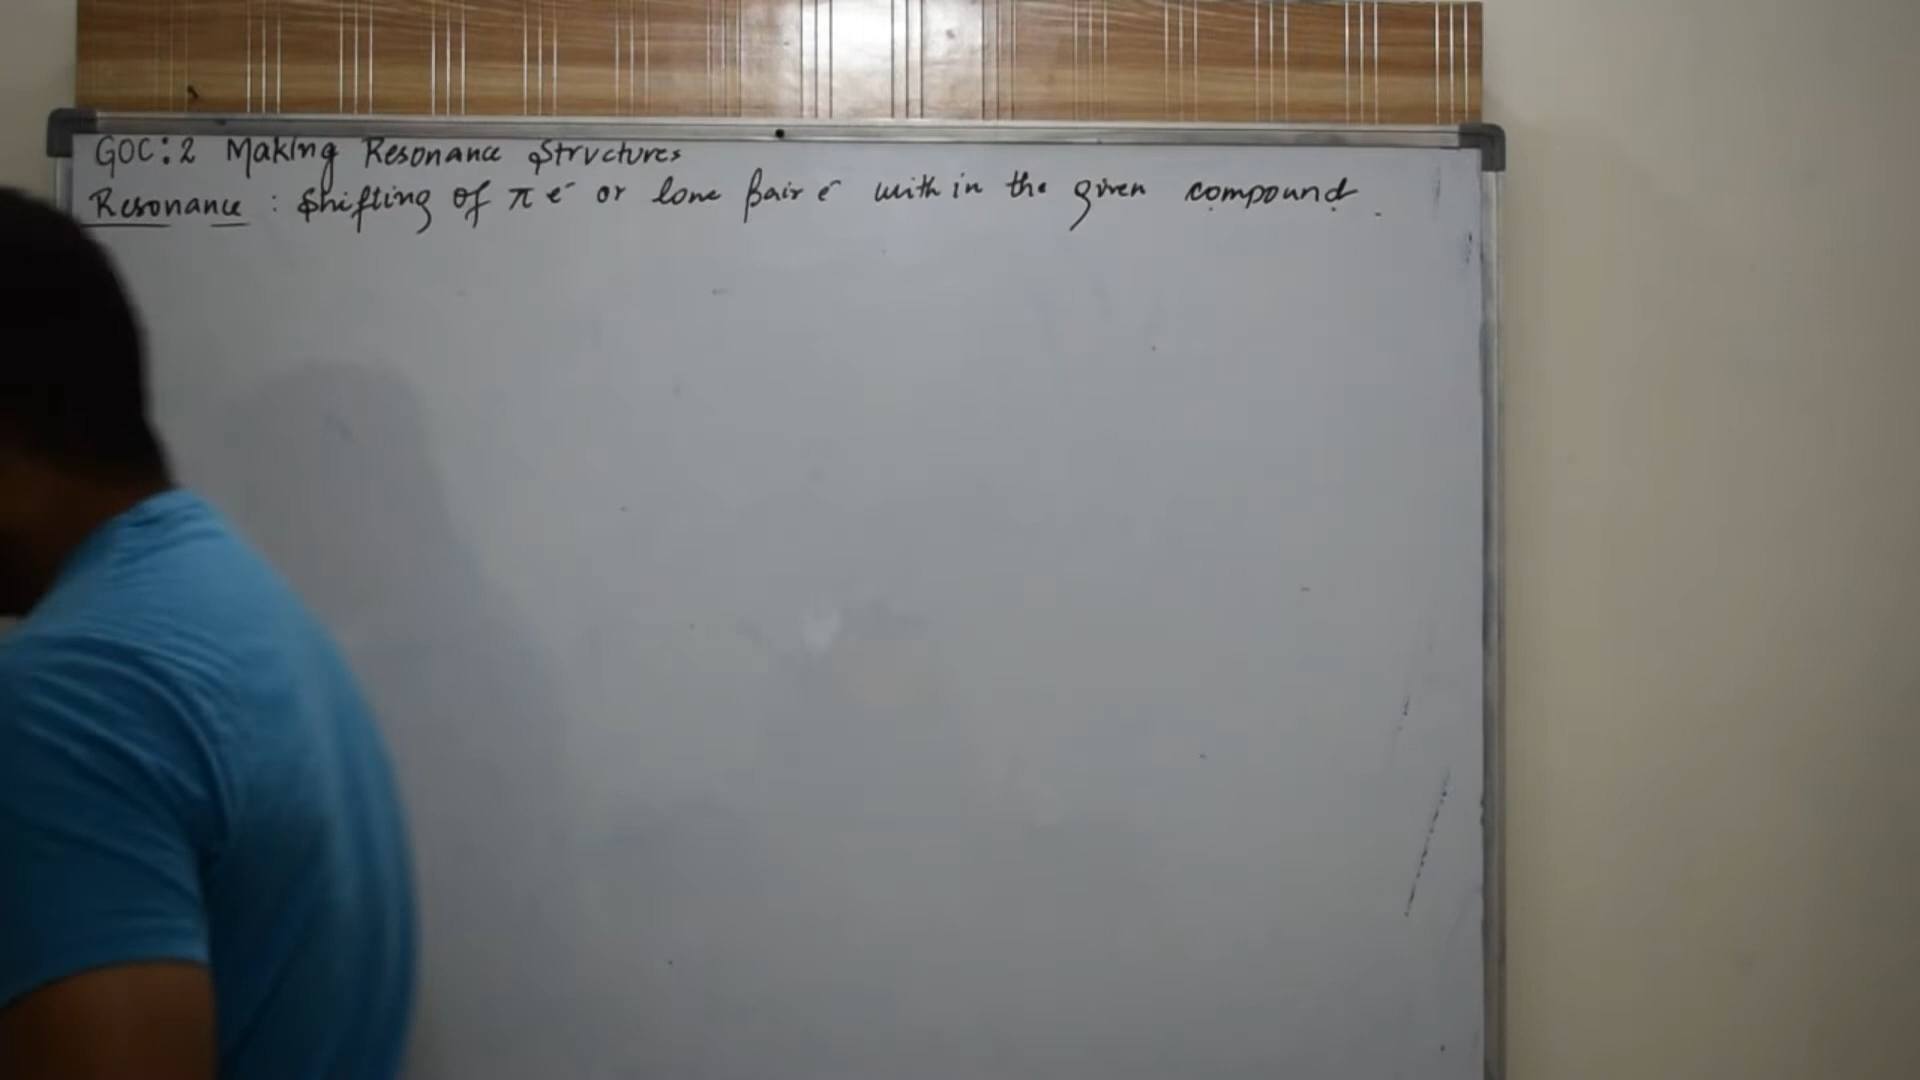 GOC:2 Making Resonance Structures
Resonance : Shifting of π e⁻ or lone pair e⁻ with in the given compound.